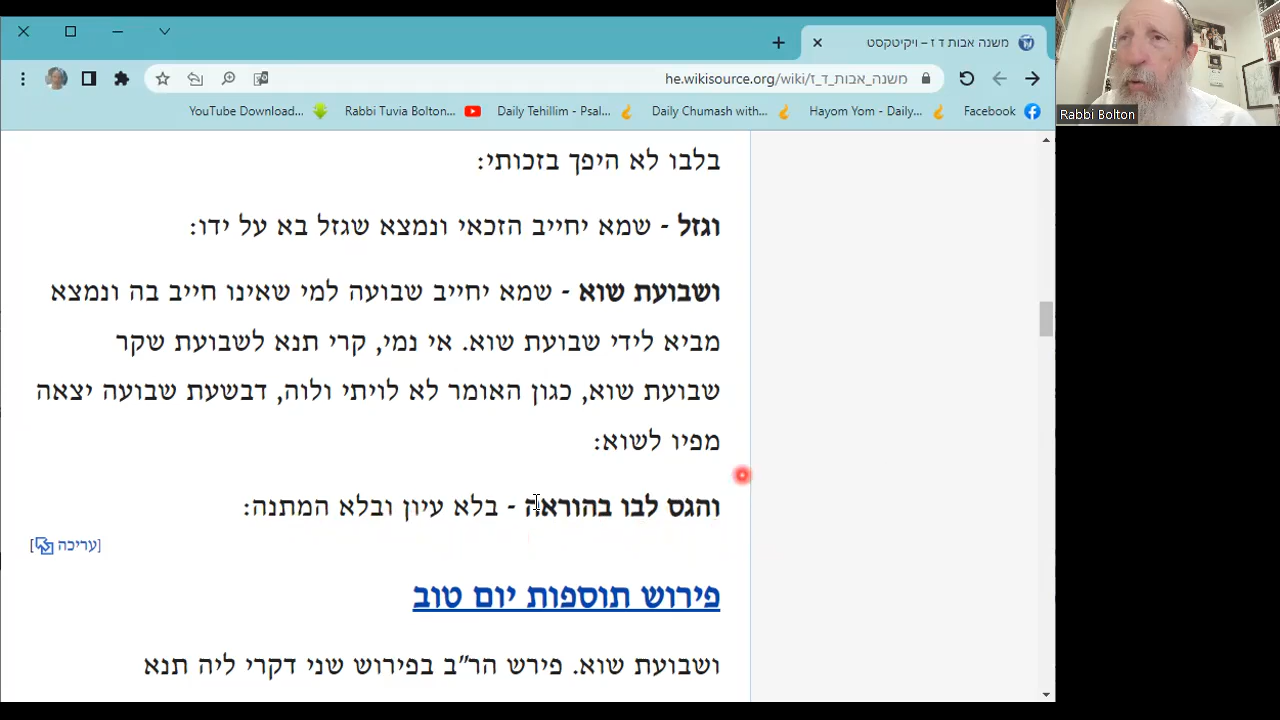 משנה אבות ד ז – ויקיטקסט
he.wikisource.org/wiki/משנה_אבות_ד_ז
YouTube Download... Rabbi Tuvia Bolton... Daily Tehillim - Psal... Daily Chumash with... Hayom Yom - Daily... Facebook
Rabbi Bolton
בלבו לא היפך בזכותי:
וגזל - שמא יחייב הזכאי ונמצא שגזל בא על ידו:
ושבועת שוא - שמא יחייב שבועה למי שאינו חייב בה ונמצא
מביא לידי שבועת שוא. אי נמי, קרי תנא לשבועת שקר
שבועת שוא, כגון האומר לא לויתי ולוה, דבשעת שבועה יצאה
מפיו לשוא:
והגס לבו בהוראה - בלא עיון ובלא המתנה:
[עריכה]
פירוש תוספות יום טוב
ושבועת שוא. פירש הר"ב בפירוש שני דקרי ליה תנא